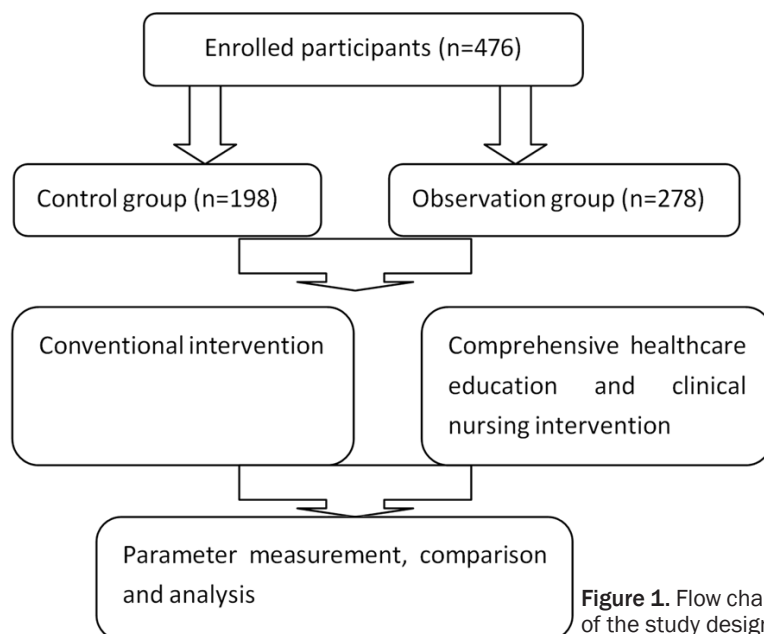 Enrolled participants (n=476)
Control group (n=198)
Observation group (n=278)
Conventional intervention
Comprehensive healthcare
education and clinical
nursing intervention
Parameter measurement, comparison
and analysis
Figure 1. Flow cha
of the study design